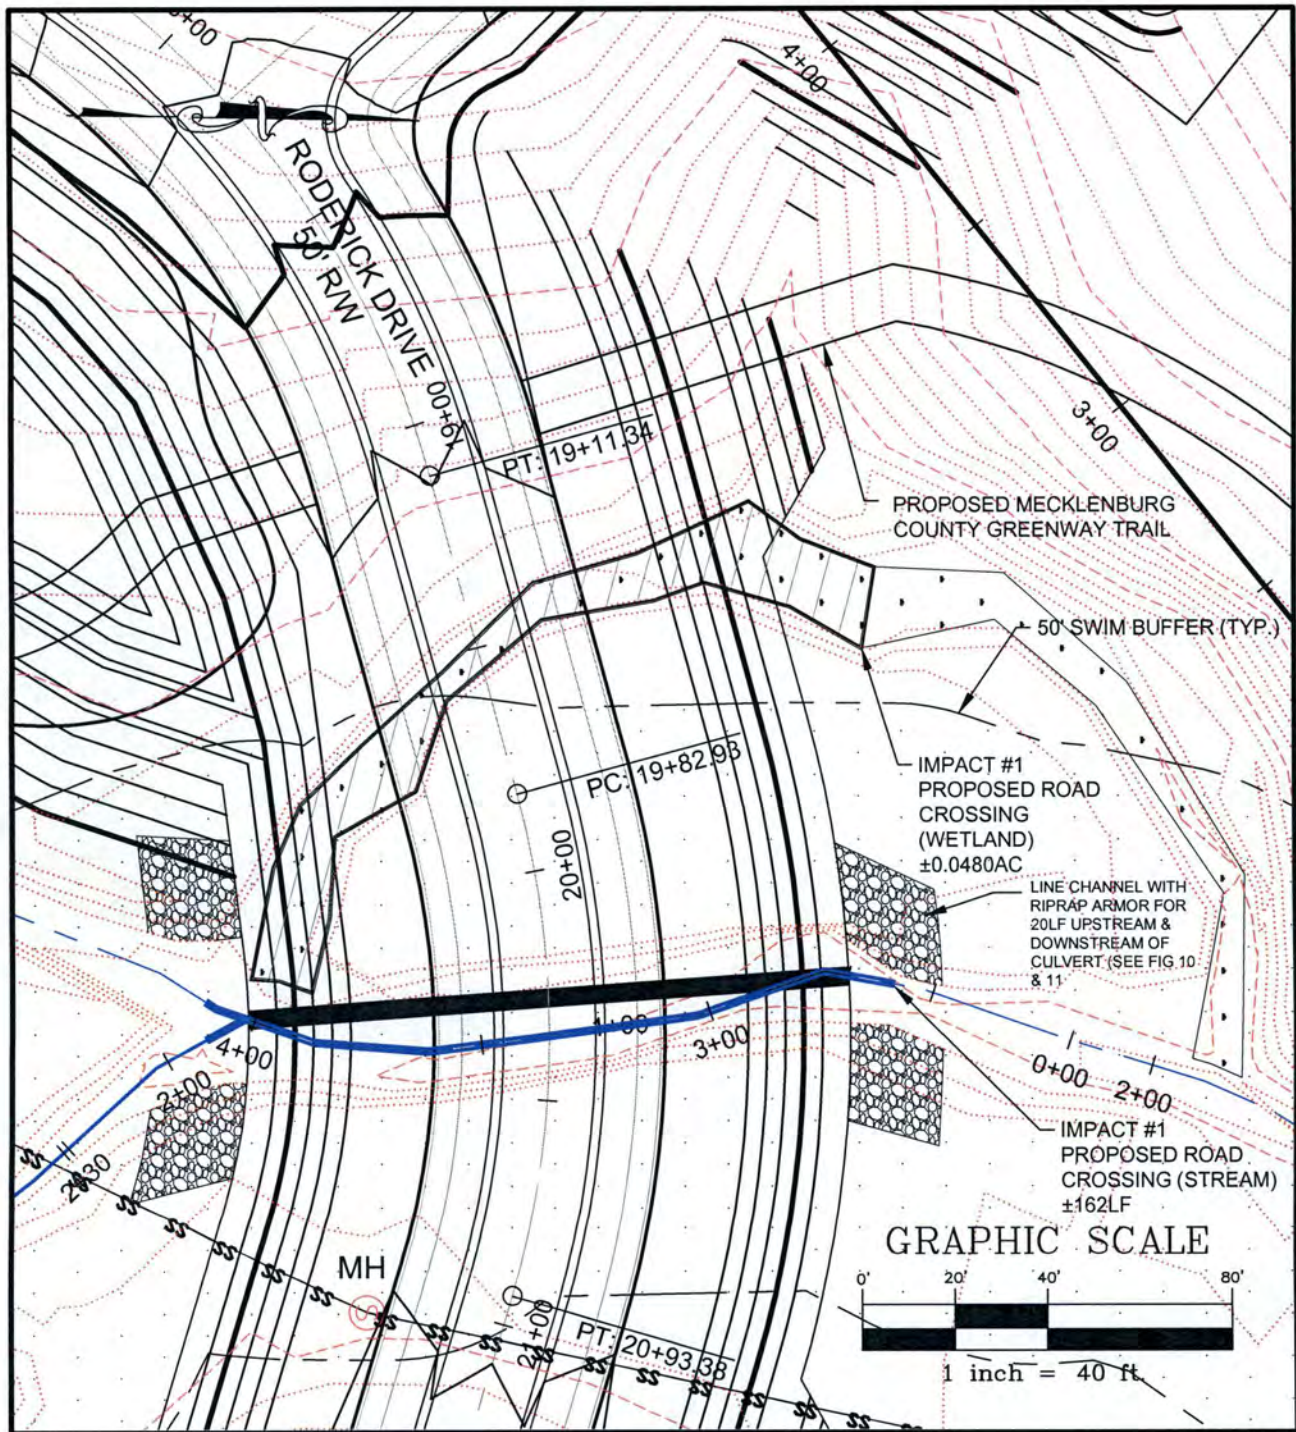 4+00
RODERICK DRIVE
50' R/W
19+00
3+00
PT: 19+11.34
PROPOSED MECKLENBURG
COUNTY GREENWAY TRAIL
50' SWIM BUFFER (TYP.)
PC: 19+82.93
IMPACT #1
PROPOSED ROAD
CROSSING
(WETLAND)
±0.0480AC
20+00
LINE CHANNEL WITH
RIPRAP ARMOR FOR
20LF UPSTREAM &
DOWNSTREAM OF
CULVERT (SEE FIG 10
& 11
1+00
3+00
4+00
2+00
0+00
2+00
2+30
IMPACT #1
PROPOSED ROAD
CROSSING (STREAM)
±162LF
MH
GRAPHIC SCALE
0' 20' 40' 80'
1 inch = 40 ft.
21+00
PT: 20+93.38